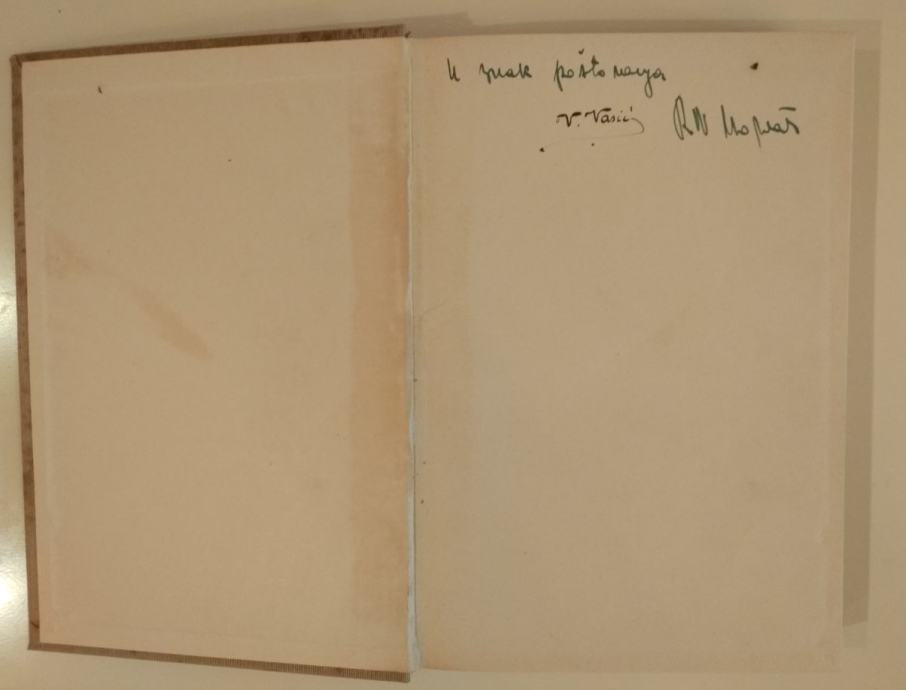 U znak poštovanja
V. Vasić